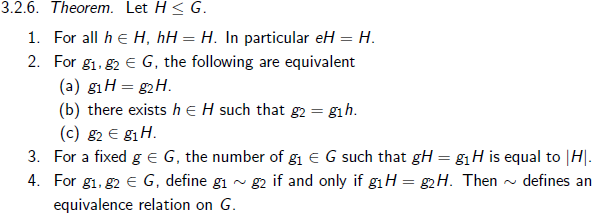 3.2.6. Theorem. Let H ≤ G.
1. For all h ∈ H, hH = H. In particular eH = H.
2. For g₁, g₂ ∈ G, the following are equivalent
(a) g₁H = g₂H.
(b) there exists h ∈ H such that g₂ = g₁h.
(c) g₂ ∈ g₁H.
3. For a fixed g ∈ G, the number of g₁ ∈ G such that gH = g₁H is equal to |H|.
4. For g₁, g₂ ∈ G, define g₁ ∼ g₂ if and only if g₁H = g₂H. Then ∼ defines an
equivalence relation on G.